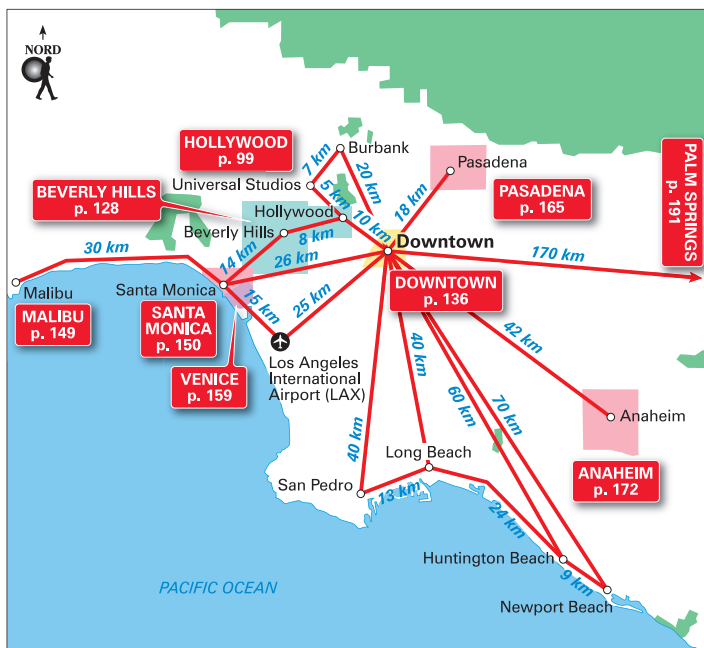 NORD
HOLLYWOOD
p. 99
Burbank
7 km
20 km
Universal Studios
5 km
Pasadena
18 km
PASADENA
p. 165
PALM SPRINGS
p. 191
BEVERLY HILLS
p. 128
Hollywood
10 km
Beverly Hills
8 km
Downtown
30 km
14 km
26 km
170 km
Malibu
MALIBU
p. 149
Santa Monica
SANTA
MONICA
p. 150
15 km
25 km
DOWNTOWN
p. 136
VENICE
p. 159
Los Angeles
International
Airport (LAX)
40 km
42 km
60 km
70 km
Anaheim
ANAHEIM
p. 172
40 km
Long Beach
San Pedro
13 km
24 km
Huntington Beach
9 km
Newport Beach
PACIFIC OCEAN